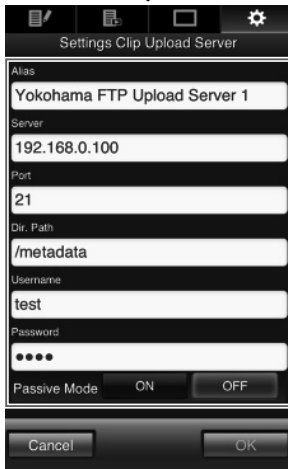 Settings Clip Upload Server
Alias
Yokohama FTP Upload Server 1
Server
192.168.0.100
Port
21
Dir. Path
/metadata
Username
test
Password
●●●●
Passive Mode ON OFF
Cancel OK